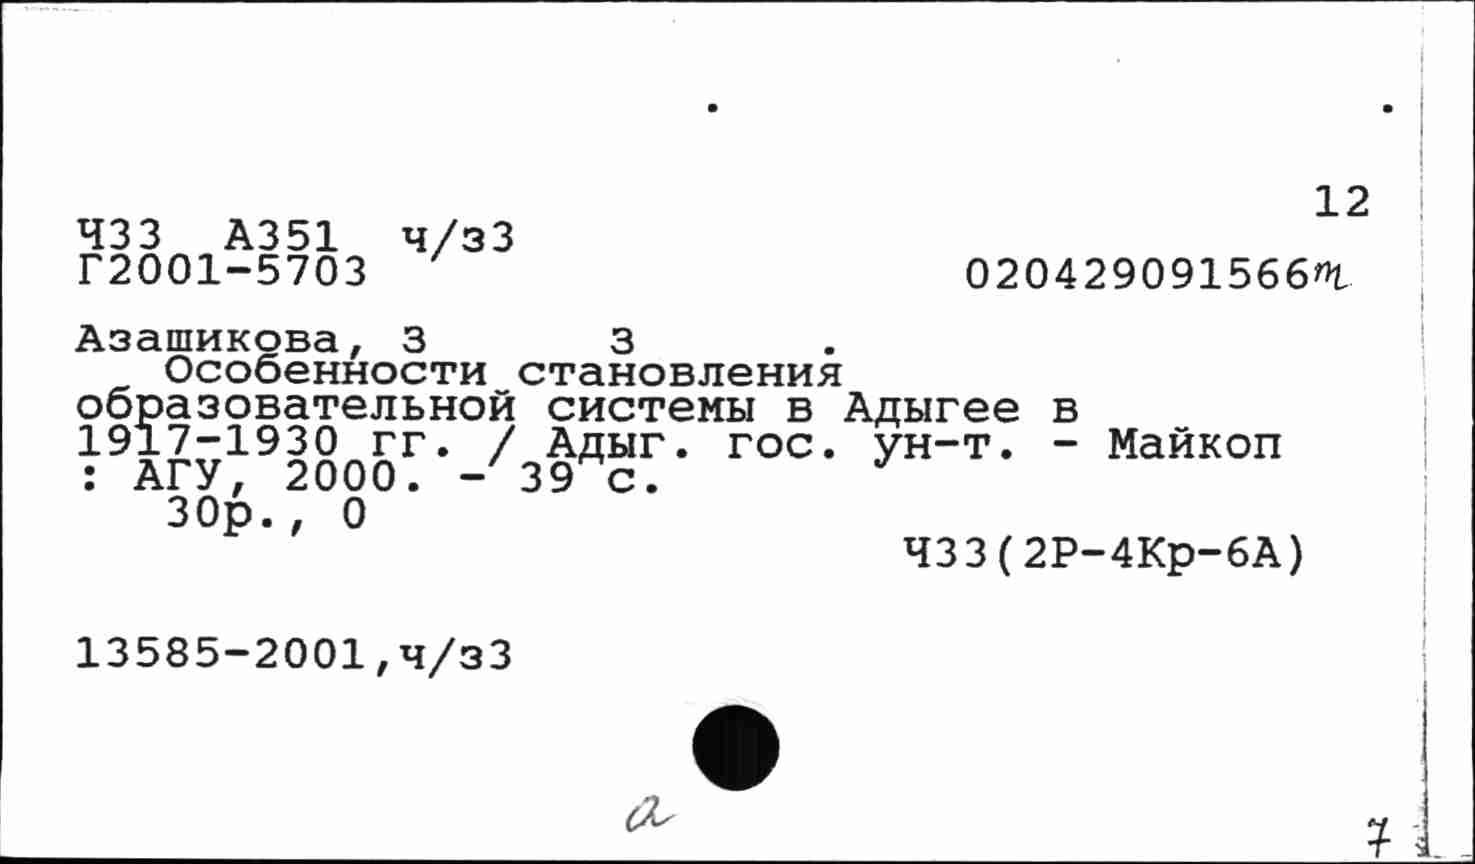 12
Ч33 А351 ч/з3
Г2001-5703 020429091566т
Азашикова, З З .
Особенности становления
образовательной системы в Адыгее в
1917-1930 гг. / Адыг. гос. ун-т. - Майкоп
: АГУ, 2000. - 39 с.
30р., 0
Ч33(2Р-4Кр-6А)
13585-2001,ч/з3
а
7